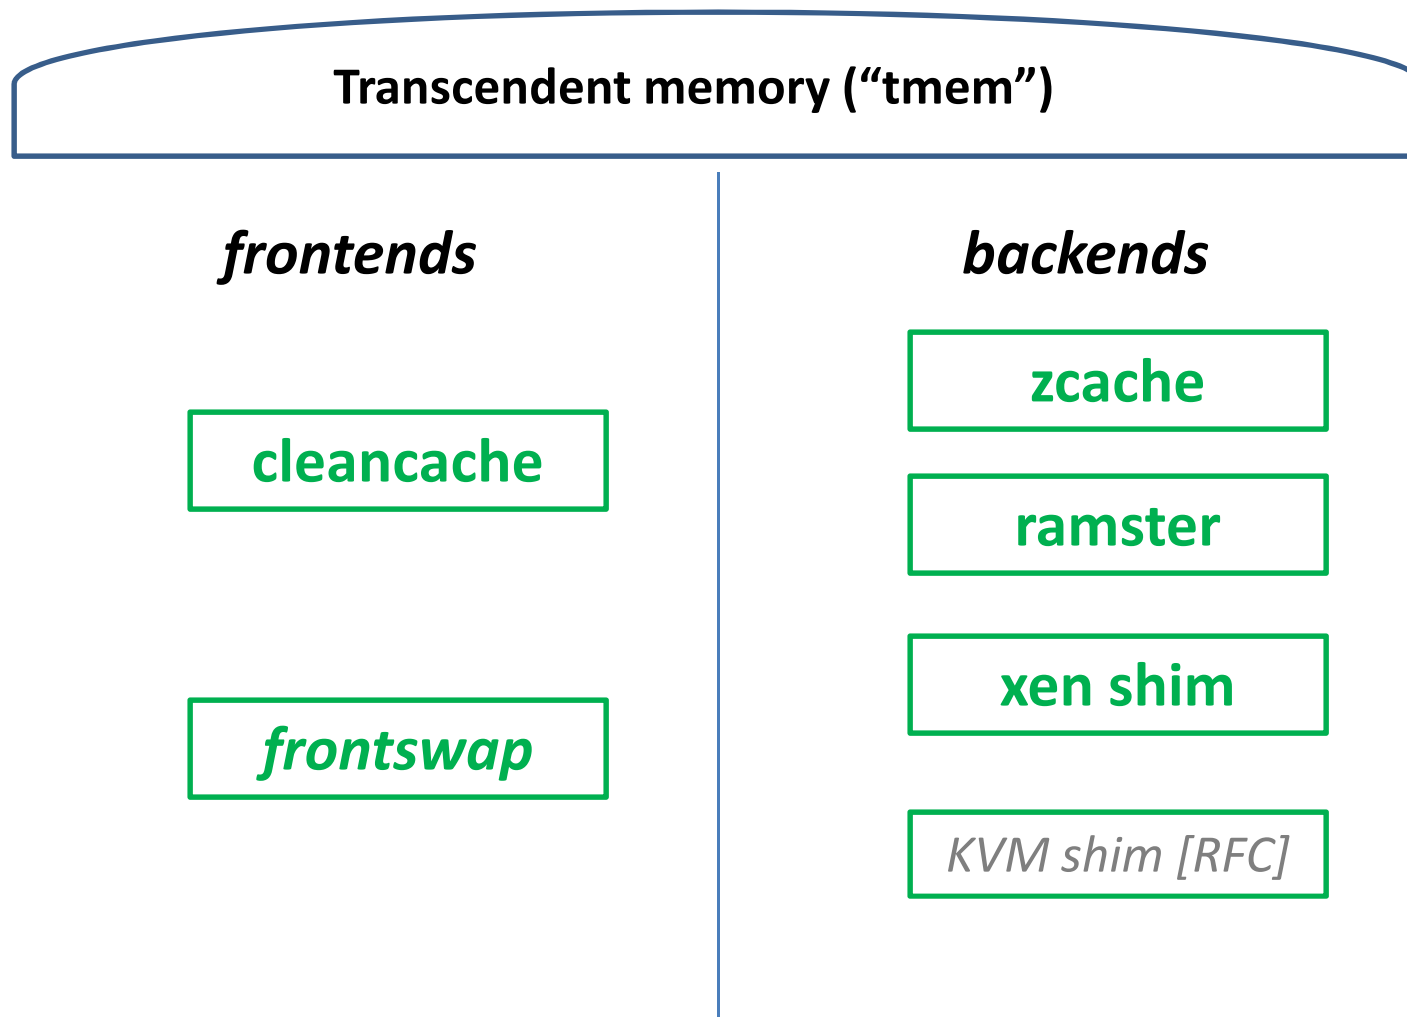 Transcendent memory (“tmem”)
frontends
cleancache
frontswap
backends
zcache
ramster
xen shim
KVM shim [RFC]